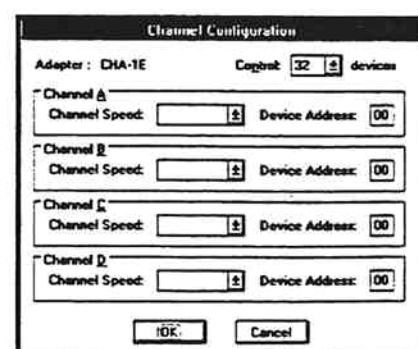 Channel Configuration
Adapter : CHA-1E Control: 32 devices
Channel A
Channel Speed: Device Address: 00
Channel B
Channel Speed: Device Address: 00
Channel C
Channel Speed: Device Address: 00
Channel D
Channel Speed: Device Address: 00
OK Cancel